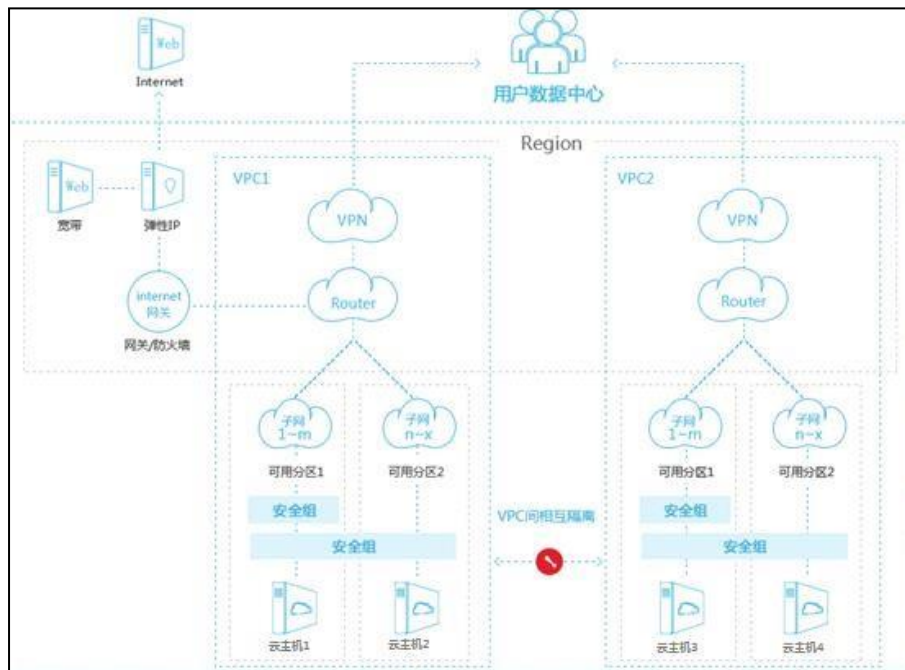 Web
Internet
用户数据中心
Region
VPC1
VPC2
Web
宽带
弹性IP
VPN
VPN
internet
网关
网关/防火墙
Router
Router
子网
1~m
子网
n~x
子网
1~m
子网
n~x
可用分区1
可用分区2
可用分区1
可用分区2
安全组
安全组
VPC间相互隔离
安全组
安全组
云主机1
云主机2
云主机3
云主机4